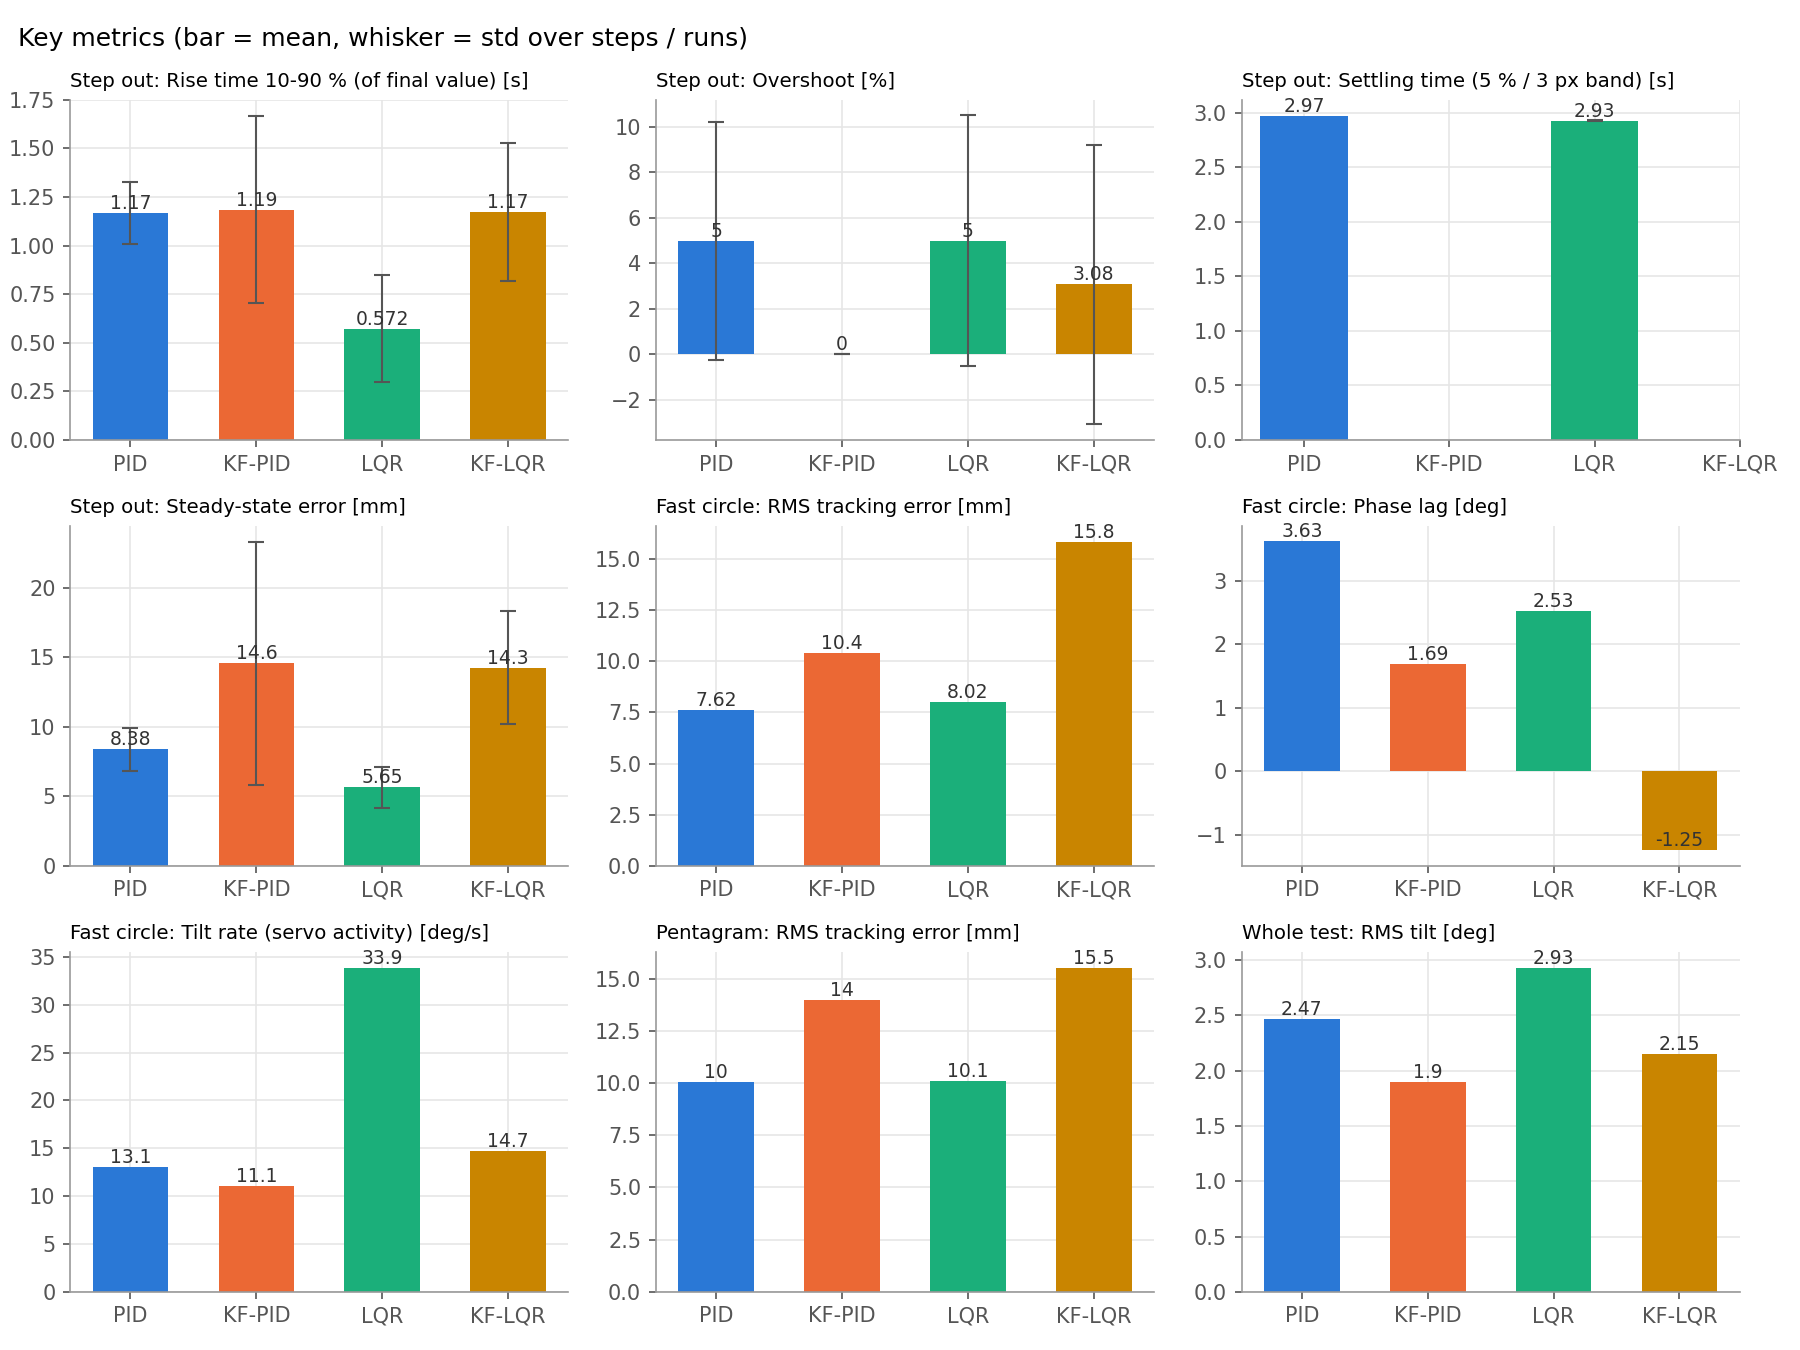 Key metrics (bar = mean, whisker = std over steps / runs)
Step out: Rise time 10-90 % (of final value) [s]
1.75
1.50
1.25
1.00
0.75
0.50
0.25
0.00
1.17
1.19
0.572
1.17
PID
KF-PID
LQR
KF-LQR
Step out: Overshoot [%]
10
8
6
4
2
0
−2
5
0
5
3.08
PID
KF-PID
LQR
KF-LQR
Step out: Settling time (5 % / 3 px band) [s]
3.0
2.5
2.0
1.5
1.0
0.5
0.0
2.97
2.93
PID
KF-PID
LQR
KF-LQR
Step out: Steady-state error [mm]
20
15
10
5
0
8.38
14.6
5.65
14.3
PID
KF-PID
LQR
KF-LQR
Fast circle: RMS tracking error [mm]
15.0
12.5
10.0
7.5
5.0
2.5
0.0
7.62
10.4
8.02
15.8
PID
KF-PID
LQR
KF-LQR
Fast circle: Phase lag [deg]
3
2
1
0
−1
3.63
1.69
2.53
-1.25
PID
KF-PID
LQR
KF-LQR
Fast circle: Tilt rate (servo activity) [deg/s]
35
30
25
20
15
10
5
0
13.1
11.1
33.9
14.7
PID
KF-PID
LQR
KF-LQR
Pentagram: RMS tracking error [mm]
15.0
12.5
10.0
7.5
5.0
2.5
0.0
10
14
10.1
15.5
PID
KF-PID
LQR
KF-LQR
Whole test: RMS tilt [deg]
3.0
2.5
2.0
1.5
1.0
0.5
0.0
2.47
1.9
2.93
2.15
PID
KF-PID
LQR
KF-LQR